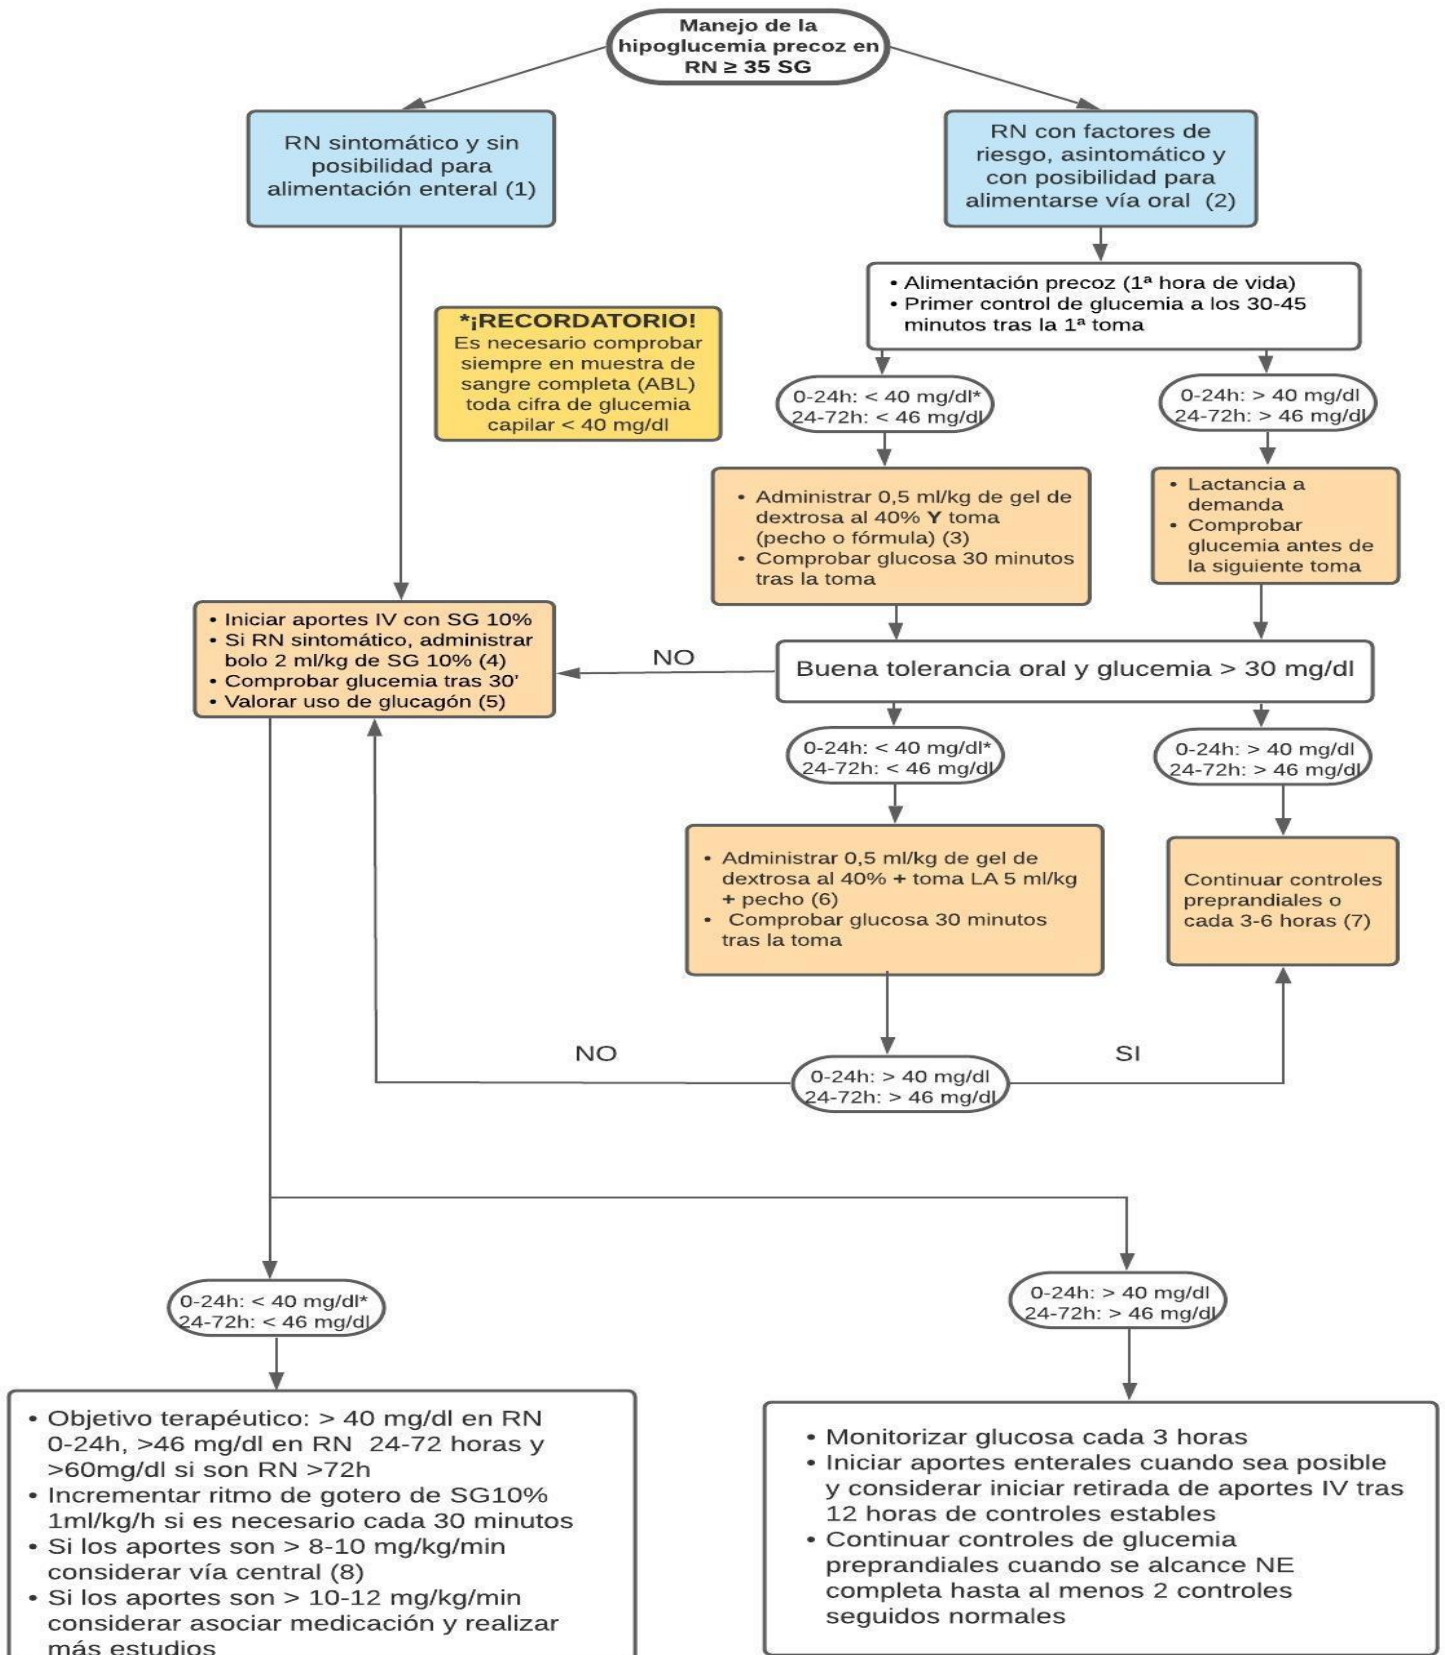 Manejo de la
hipoglucemia precoz en
RN ≥ 35 SG
RN sintomático y sin
posibilidad para
alimentación enteral (1)
RN con factores de
riesgo, asintomático y
con posibilidad para
alimentarse vía oral (2)
• Alimentación precoz (1ª hora de vida)
• Primer control de glucemia a los 30-45
minutos tras la 1ª toma
*¡RECORDATORIO!
Es necesario comprobar
siempre en muestra de
sangre completa (ABL)
toda cifra de glucemia
capilar < 40 mg/dl
0-24h: < 40 mg/dl*
24-72h: < 46 mg/dl
0-24h: > 40 mg/dl
24-72h: > 46 mg/dl
• Administrar 0,5 ml/kg de gel de
dextrosa al 40% Y toma
(pecho o fórmula) (3)
• Comprobar glucosa 30 minutos
tras la toma
• Lactancia a
demanda
• Comprobar
glucemia antes de
la siguiente toma
• Iniciar aportes IV con SG 10%
• Si RN sintomático, administrar
bolo 2 ml/kg de SG 10% (4)
• Comprobar glucemia tras 30’
• Valorar uso de glucagón (5)
NO
Buena tolerancia oral y glucemia > 30 mg/dl
0-24h: < 40 mg/dl*
24-72h: < 46 mg/dl
0-24h: > 40 mg/dl
24-72h: > 46 mg/dl
• Administrar 0,5 ml/kg de gel de
dextrosa al 40% + toma LA 5 ml/kg
+ pecho (6)
• Comprobar glucosa 30 minutos
tras la toma
Continuar controles
preprandiales o
cada 3-6 horas (7)
NO
SI
0-24h: > 40 mg/dl
24-72h: > 46 mg/dl
0-24h: < 40 mg/dl*
24-72h: < 46 mg/dl
0-24h: > 40 mg/dl
24-72h: > 46 mg/dl
• Objetivo terapéutico: > 40 mg/dl en RN
0-24h, >46 mg/dl en RN 24-72 horas y
>60mg/dl si son RN >72h
• Incrementar ritmo de gotero de SG10%
1ml/kg/h si es necesario cada 30 minutos
• Si los aportes son > 8-10 mg/kg/min
considerar vía central (8)
• Si los aportes son > 10-12 mg/kg/min
considerar asociar medicación y realizar
más estudios
• Monitorizar glucosa cada 3 horas
• Iniciar aportes enterales cuando sea posible
y considerar iniciar retirada de aportes IV tras
12 horas de controles estables
• Continuar controles de glucemia
preprandiales cuando se alcance NE
completa hasta al menos 2 controles
seguidos normales